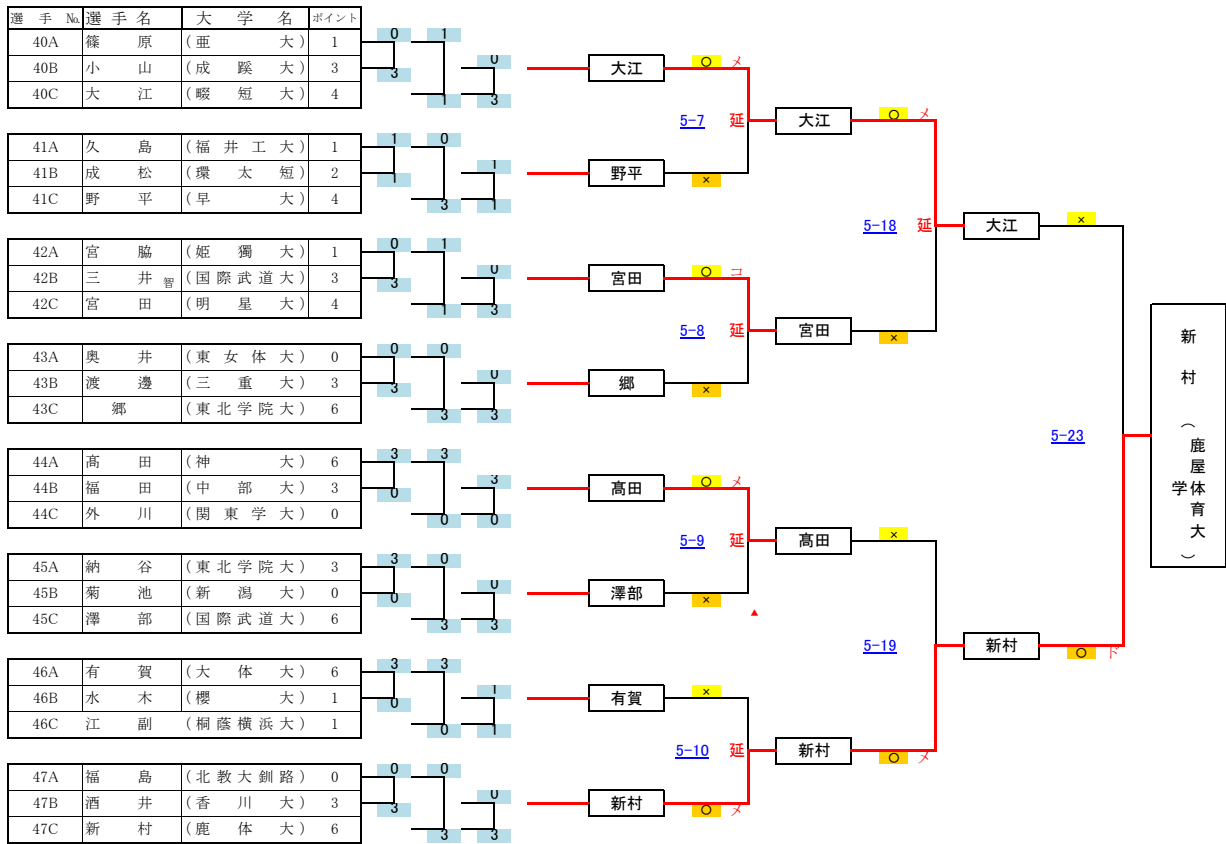 選 手 № 選 手 名 大 学 名 ポイント
40A 篠 原 (亜 大) 1
40B 小 山 (成 蹊 大) 3
40C 大 江 (畷 短 大) 4
0 1
3
0
1 3
41A 久 島 (福 井 工 大) 1
41B 成 松 (環 太 短) 2
41C 野 平 (早 大) 4
1 0
1
1
3 1
42A 宮 脇 (姫 獨 大) 1
42B 三 井 智 (国 際 武 道 大) 3
42C 宮 田 (明 星 大) 4
0 1
3
0
1 3
43A 奥 井 (東 女 体 大) 0
43B 渡 邊 (三 重 大) 3
43C 郷 (東 北 学 院 大) 6
0 0
3
0
3 3
44A 髙 田 (神 大) 6
44B 福 田 (中 部 大) 3
44C 外 川 (関 東 学 大) 0
3 3
0
3
0 0
45A 納 谷 (東 北 学 院 大) 3
45B 菊 池 (新 潟 大) 0
45C 澤 部 (国 際 武 道 大) 6
3 0
0
0
3 3
46A 有 賀 (大 体 大) 6
46B 水 木 (櫻 大) 1
46C 江 副 (桐 蔭 横 浜 大) 1
3 3
0
1
0 1
47A 福 島 (北 教 大 釧 路) 0
47B 酒 井 (香 川 大) 3
47C 新 村 (鹿 体 大) 6
0 0
3
0
3 3
大江 ○ メ
5-7 延
野平 ×
宮田 ○ コ
5-8 延
郷 ×
髙田 ○ メ
5-9 延
澤部 ×
▲
有賀 ×
5-10 延
新村 ○ メ
大江 ○ メ
5-18 延
宮田 ×
髙田 ×
5-19
新村 ○ メ
大江 ×
5-23
新村 ○ ド
新村
(鹿屋体育大学)